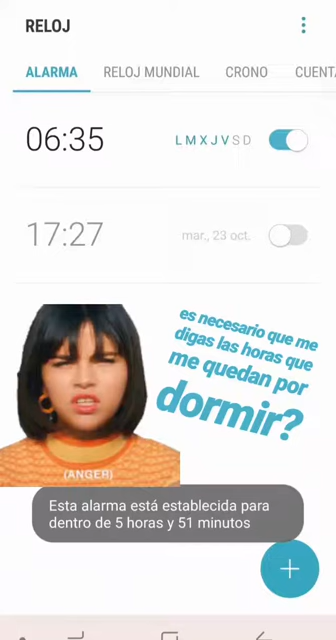 RELOJ
ALARMA RELOJ MUNDIAL CRONO CUENTA
06:35 L M X J V S D
17:27 mar., 23 oct.
es necesario que me
digas las horas que
me quedan por
dormir?
(ANGER)
Esta alarma está establecida para
dentro de 5 horas y 51 minutos